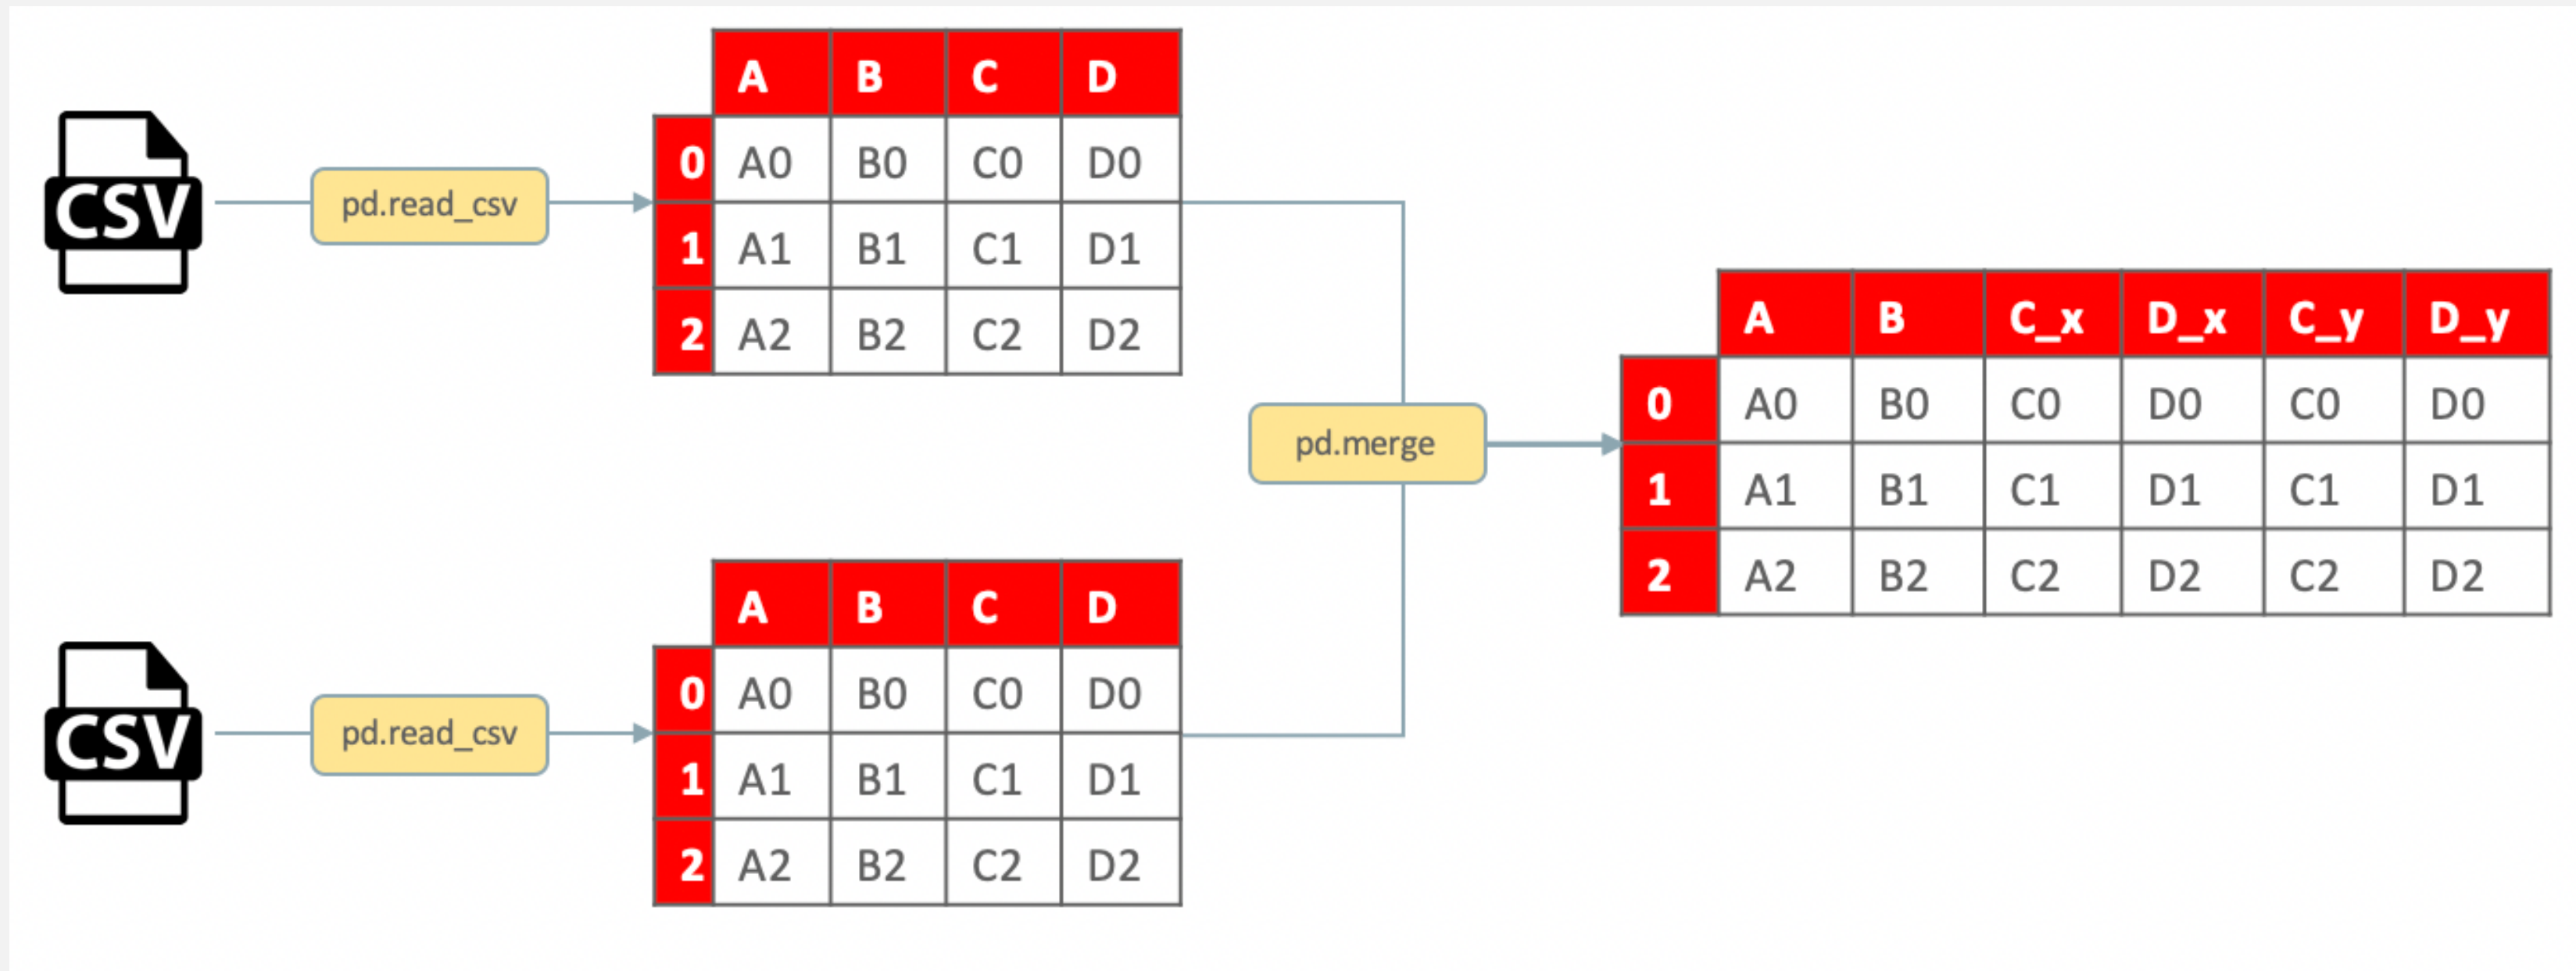 CSV
pd.read_csv
A B C D
0 A0 B0 C0 D0
1 A1 B1 C1 D1
2 A2 B2 C2 D2
CSV
pd.read_csv
A B C D
0 A0 B0 C0 D0
1 A1 B1 C1 D1
2 A2 B2 C2 D2
pd.merge
A B C_x D_x C_y D_y
0 A0 B0 C0 D0 C0 D0
1 A1 B1 C1 D1 C1 D1
2 A2 B2 C2 D2 C2 D2